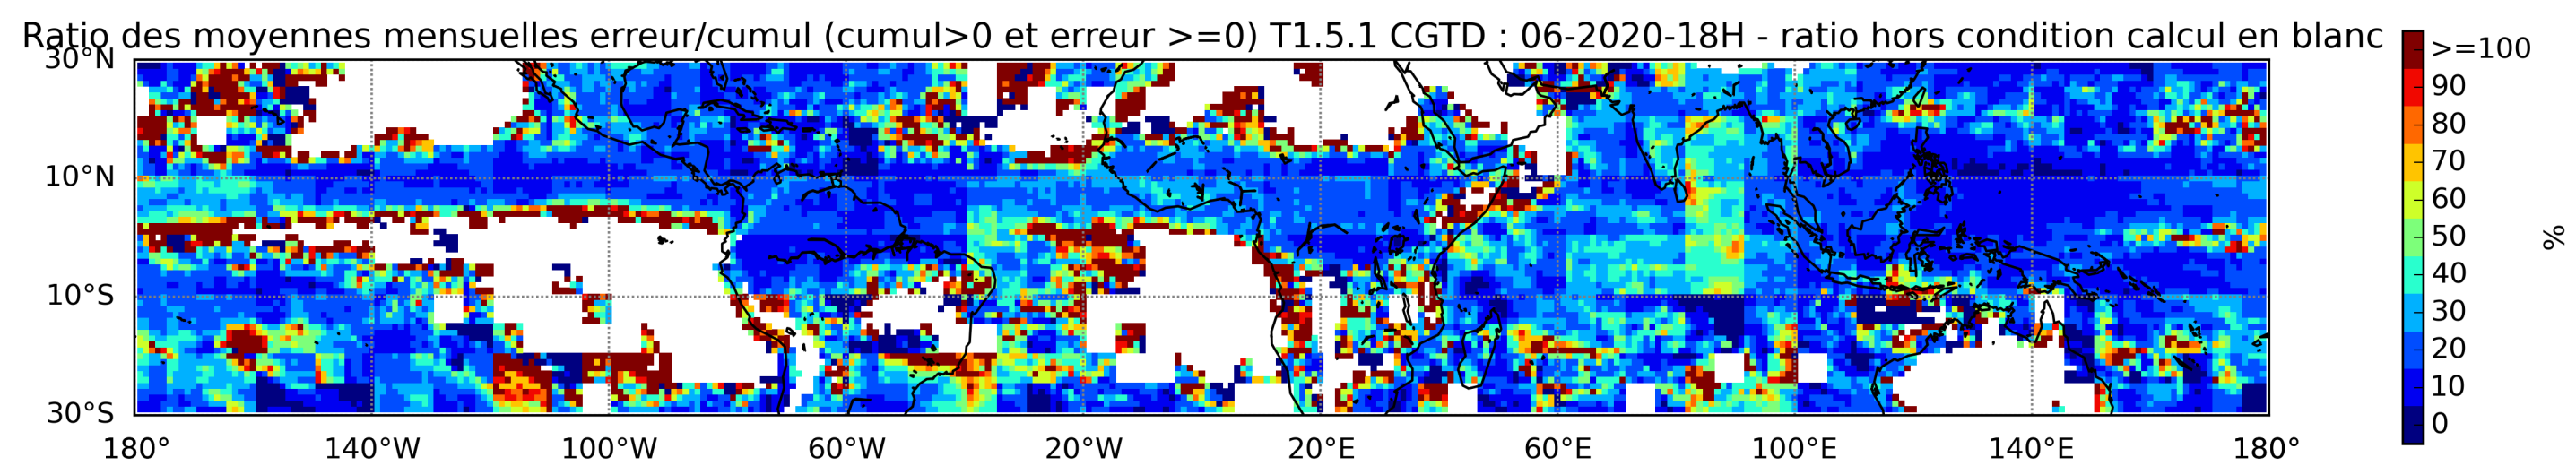 Ratio des moyennes mensuelles erreur/cumul (cumul>0 et erreur >=0) T1.5.1 CGTD : 06-2020-18H - ratio hors condition calcul en blanc
30°N
10°N
10°S
30°S
180° 140°W 100°W 60°W 20°W 20°E 60°E 100°E 140°E 180°
>=100
90
80
70
60
50
40
30
20
10
0
%